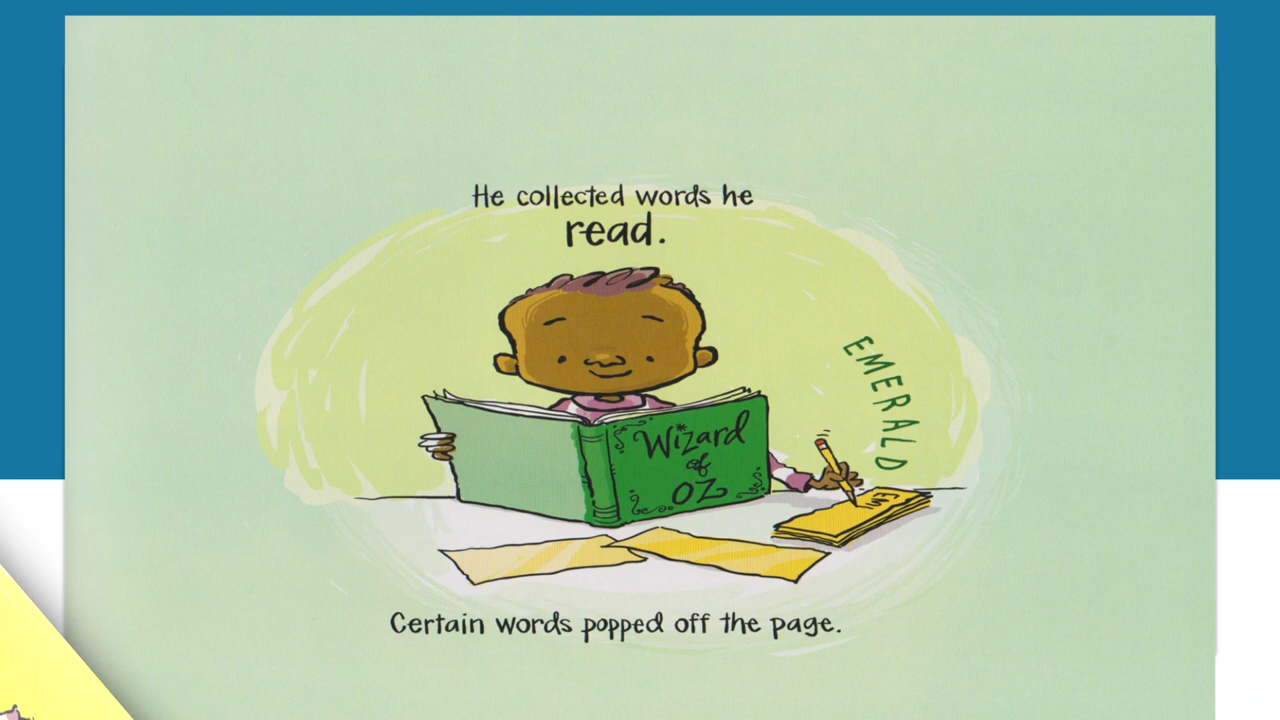 He collected words he
read.
EMERALD
Wizard
of
OZ
EM
Certain words popped off the page.